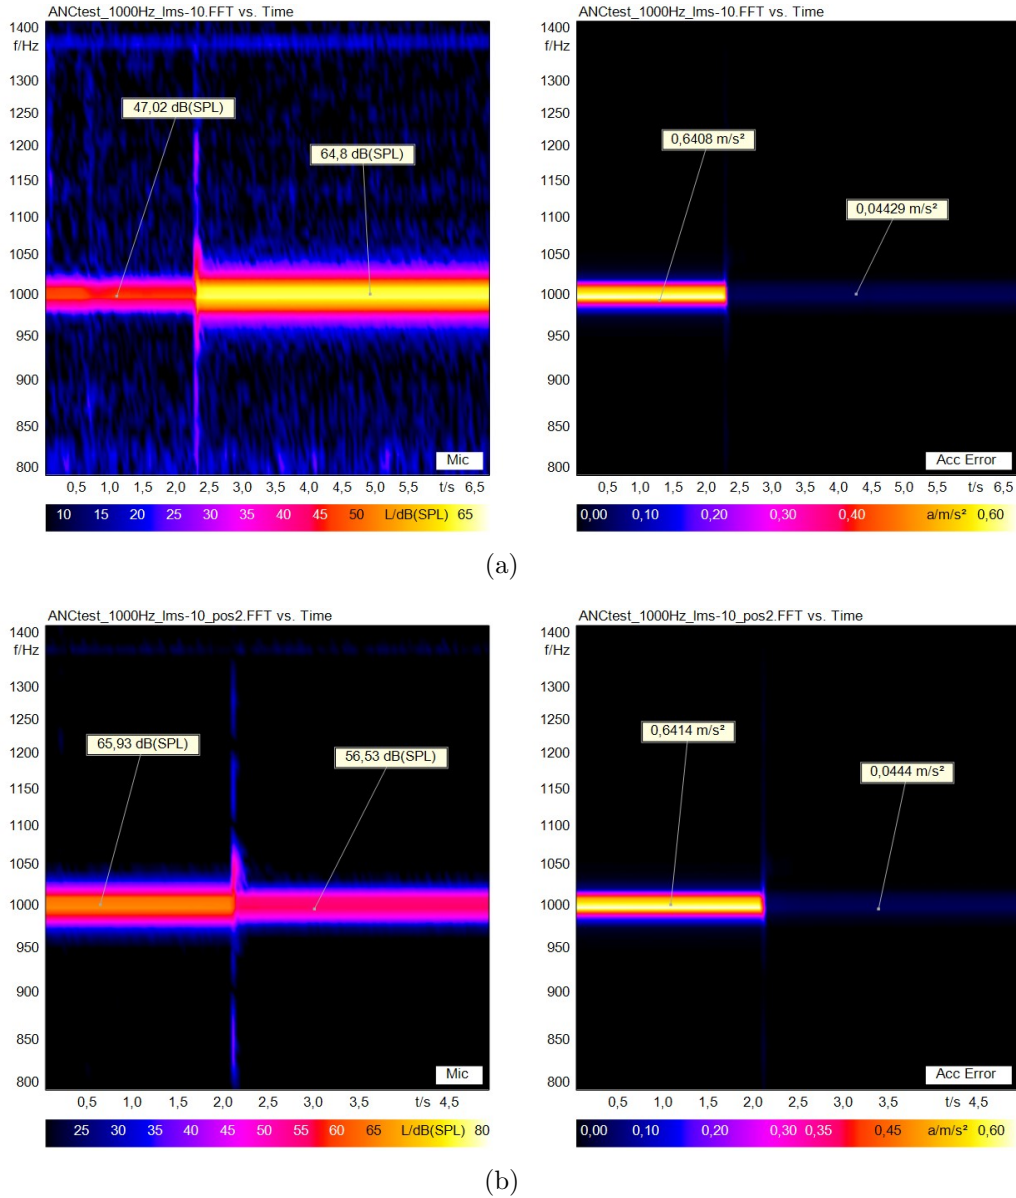 ANCtest_1000Hz_lms-10.FFT vs. Time
1400
f/Hz
1300
1250
1200
1150
1100
1050
1000
950
900
850
800
47,02 dB(SPL)
64,8 dB(SPL)
Mic
0,5 1,0 1,5 2,0 2,5 3,0 3,5 4,0 4,5 5,0 5,5 t/s 6,5
10 15 20 25 30 35 40 45 50 L/dB(SPL) 65
ANCtest_1000Hz_lms-10.FFT vs. Time
1400
f/Hz
1300
1250
1200
1150
1100
1050
1000
950
900
850
800
0,6408 m/s²
0,04429 m/s²
Acc Error
0,5 1,0 1,5 2,0 2,5 3,0 3,5 4,0 4,5 5,0 5,5 t/s 6,5
0,00 0,10 0,20 0,30 0,40 a/m/s² 0,60
(a)
ANCtest_1000Hz_lms-10_pos2.FFT vs. Time
1400
f/Hz
1300
1250
1200
1150
1100
1050
1000
950
900
850
800
65,93 dB(SPL)
56,53 dB(SPL)
Mic
0,5 1,0 1,5 2,0 2,5 3,0 3,5 t/s 4,5
25 30 35 40 45 50 55 60 65 L/dB(SPL) 80
ANCtest_1000Hz_lms-10_pos2.FFT vs. Time
1400
f/Hz
1300
1250
1200
1150
1100
1050
1000
950
900
850
800
0,6414 m/s²
0,0444 m/s²
Acc Error
0,5 1,0 1,5 2,0 2,5 3,0 3,5 t/s 4,5
0,00 0,10 0,20 0,30 0,35 0,45 a/m/s² 0,60
(b)